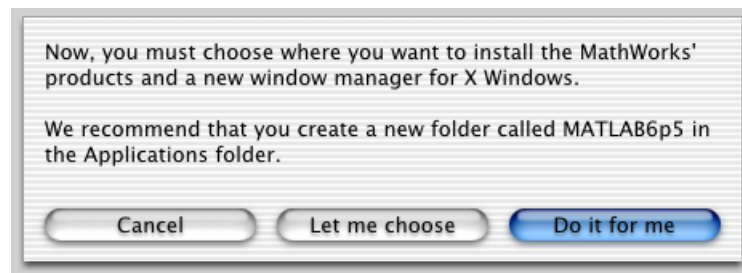 Now, you must choose where you want to install the MathWorks'
products and a new window manager for X Windows.
We recommend that you create a new folder called MATLAB6p5 in
the Applications folder.
Cancel
Let me choose
Do it for me